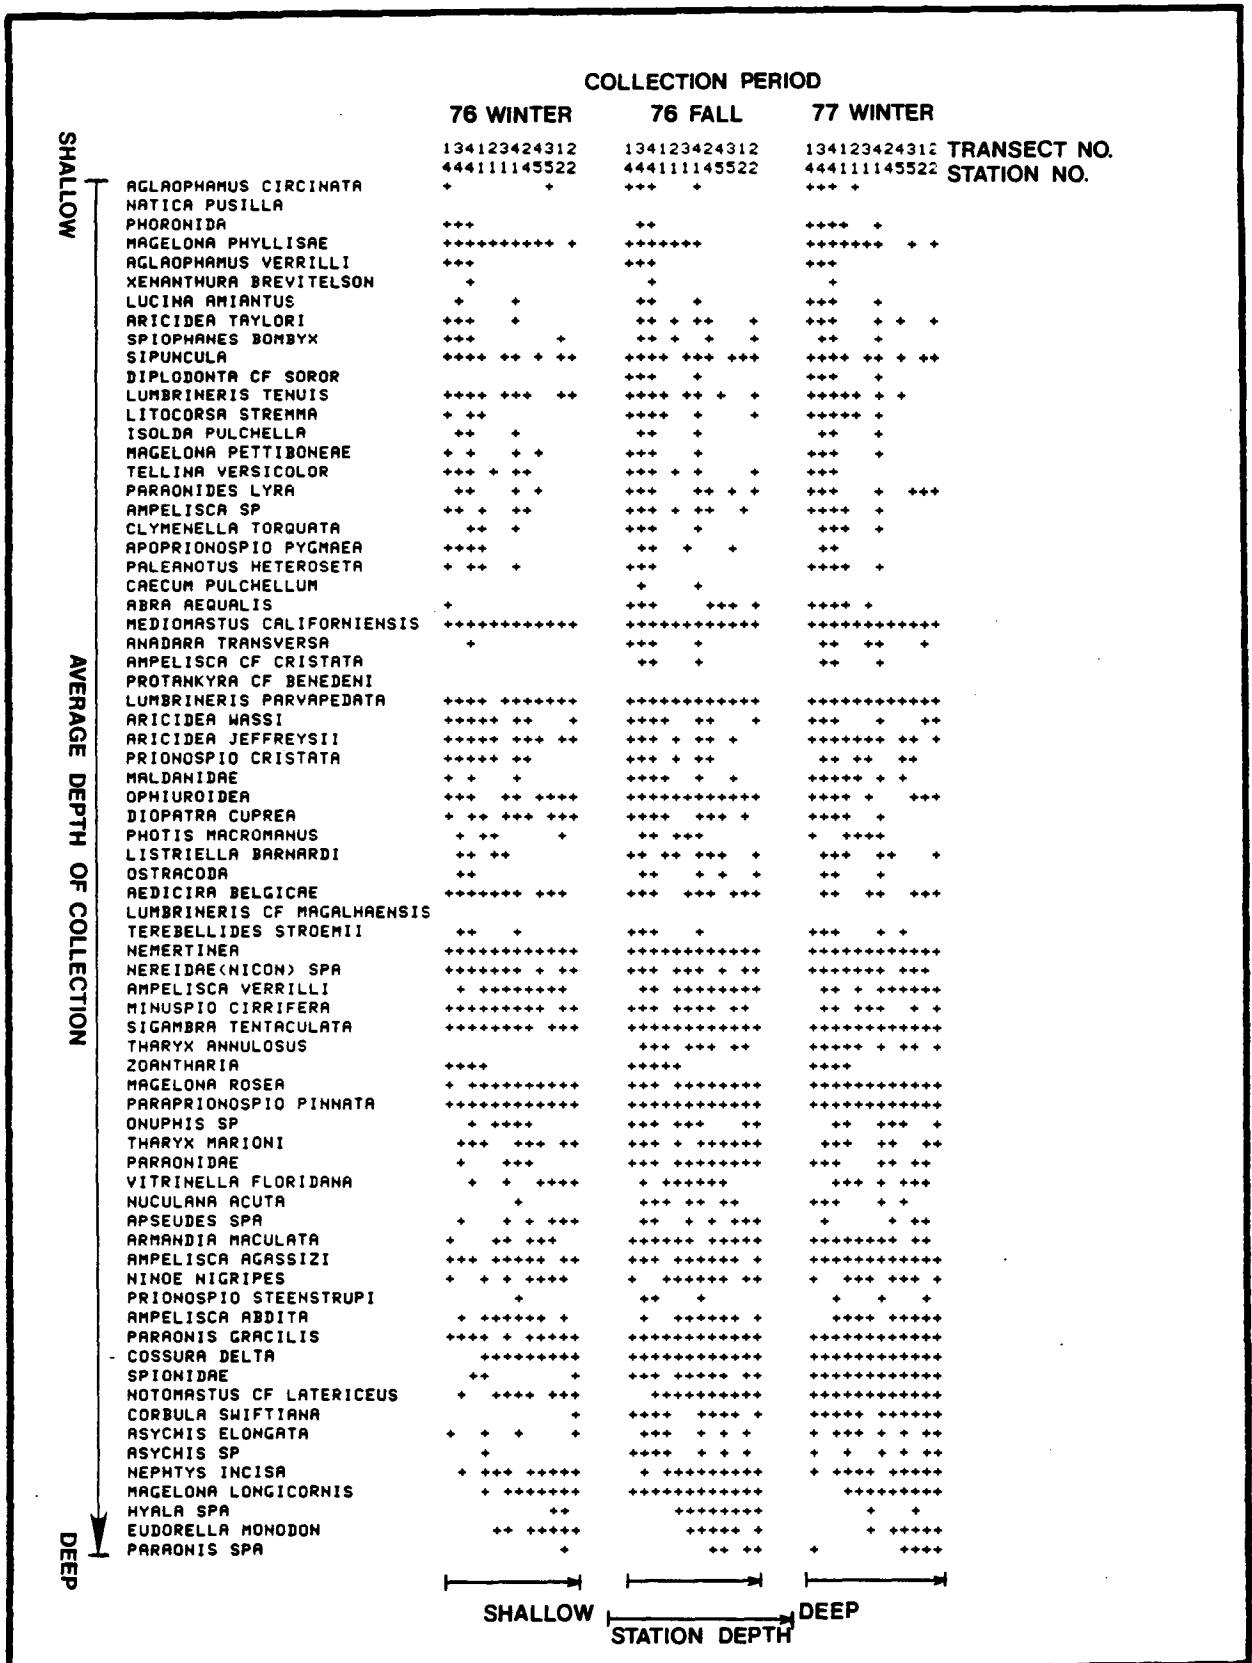 COLLECTION PERIOD
76 WINTER 76 FALL 77 WINTER
134123424312 134123424312 134123424312 TRANSECT NO.
444111145522 444111145522 444111145522 STATION NO.
SHALLOW
AGLAOPHAMUS CIRCINATA
NATICA PUSILLA
PHORONIDA
MAGELONA PHYLLISAE
AGLAOPHAMUS VERRILLI
XENANTHURA BREVITELSON
LUCINA AMIANTUS
ARICIDEA TAYLORI
SPIOPHANES BOMBYX
SIPUNCULA
DIPLODONTA CF SOROR
LUMBRINERIS TENUIS
LITOCORSA STREMMA
ISOLDA PULCHELLA
MAGELONA PETTIBONEAE
TELLINA VERSICOLOR
PARAONIDES LYRA
AMPELISCA SP
CLYMENELLA TORQUATA
APOPRIONOSPIO PYGMAEA
PALEANOTUS HETEROSETA
CAECUM PULCHELLUM
ABRA AEQUALIS
MEDIOMASTUS CALIFORNIENSIS
ANADARA TRANSVERSA
AMPELISCA CF CRISTATA
PROTANKYRA CF BENEDENI
LUMBRINERIS PARVAPEDATA
ARICIDEA WASSI
ARICIDEA JEFFREYSII
PRIONOSPIO CRISTATA
MALDANIDAE
OPHIUROIDEA
DIOPATRA CUPREA
PHOTIS MACROMANUS
LISTRIELLA BARNARDI
OSTRACODA
AEDICIRA BELGICAE
LUMBRINERIS CF MAGALHAENSIS
TEREBELLIDES STROEMII
NEMERTINEA
NEREIDAE(NICON) SPA
AMPELISCA VERRILLI
MINUSPIO CIRRIFERA
SIGAMBRA TENTACULATA
THARYX ANNULOSUS
ZOANTHARIA
MAGELONA ROSEA
PARAPRIONOSPIO PINNATA
ONUPHIS SP
THARYX MARIONI
PARAONIDAE
VITRINELLA FLORIDANA
NUCULANA ACUTA
APSEUDES SPA
ARMANDIA MACULATA
AMPELISCA AGASSIZI
NINOE NIGRIPES
PRIONOSPIO STEENSTRUPI
AMPELISCA ABDITA
PARAONIS GRACILIS
COSSURA DELTA
SPIONIDAE
NOTOMASTUS CF LATERICEUS
CORBULA SWIFTIANA
ASYCHIS ELONGATA
ASYCHIS SP
NEPHTYS INCISA
MAGELONA LONGICORNIS
HYALA SPA
EUDORELLA MONODON
PARAONIS SPA
AVERAGE DEPTH OF COLLECTION
DEEP
SHALLOW DEEP
STATION DEPTH